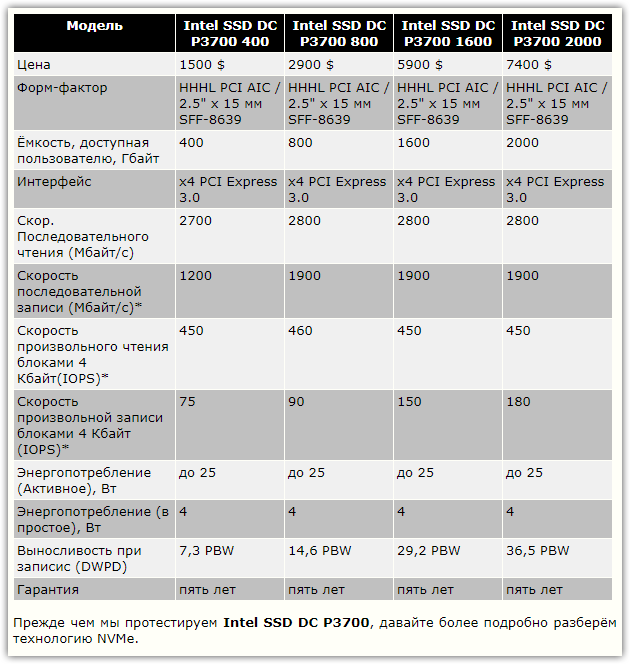 Модель Intel SSD DC P3700 400 Intel SSD DC P3700 800 Intel SSD DC P3700 1600 Intel SSD DC P3700 2000
Цена 1500 $ 2900 $ 5900 $ 7400 $
Форм-фактор HHHL PCI AIC / HHHL PCI AIC / HHHL PCI AIC / HHHL PCI AIC /
2.5" x 15 мм 2.5" x 15 мм 2.5" x 15 мм 2.5" x 15 мм
SFF-8639 SFF-8639 SFF-8639 SFF-8639
Ёмкость, доступная 400 800 1600 2000
пользователю, Гбайт
Интерфейс x4 PCI Express x4 PCI Express x4 PCI Express x4 PCI Express
3.0 3.0 3.0 3.0
Скор. 2700 2800 2800 2800
Последовательного
чтения (Мбайт/с)
Скорость 1200 1900 1900 1900
последовательной
записи (Мбайт/с)*
Скорость 450 460 450 450
произвольного чтения
блоками 4
Кбайт(IOPS)*
Скорость 75 90 150 180
произвольной записи
блоками 4 Кбайт
(IOPS)*
Энергопотребление до 25 до 25 до 25 до 25
(Активное), Вт
Энергопотребление (в 4 4 4 4
простое), Вт
Выносливость при 7,3 PBW 14,6 PBW 29,2 PBW 36,5 PBW
записис (DWPD)
Гарантия пять лет пять лет пять лет пять лет
Прежде чем мы протестируем Intel SSD DC P3700, давайте более подробно разберём
технологию NVMe.